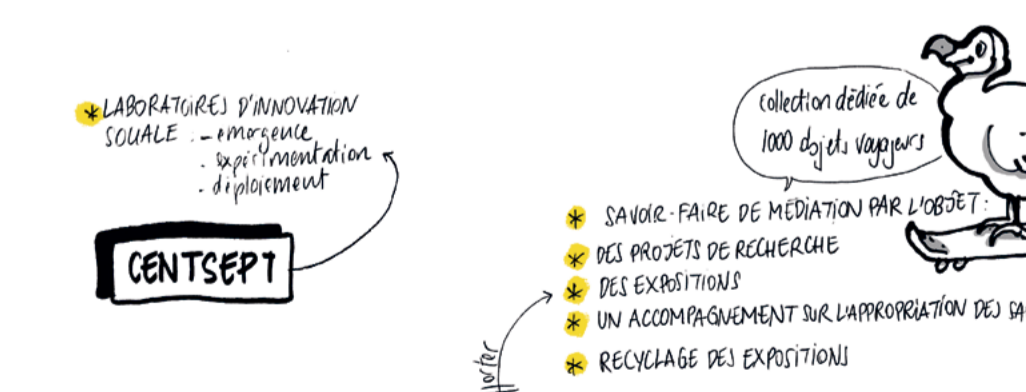 * LABORATOIRES D'INNOVATION
SOCIALE : - émergence
- expérimentation
- déploiement
CENTSEPT
collection dédiée de
1000 objets voyageurs
* SAVOIR-FAIRE DE MÉDIATION PAR L'OBJET :
* DES PROJETS DE RECHERCHE
* DES EXPOSITIONS
* UN ACCOMPAGNEMENT SUR L'APPROPRIATION DES SA
* RECYCLAGE DES EXPOSITIONS